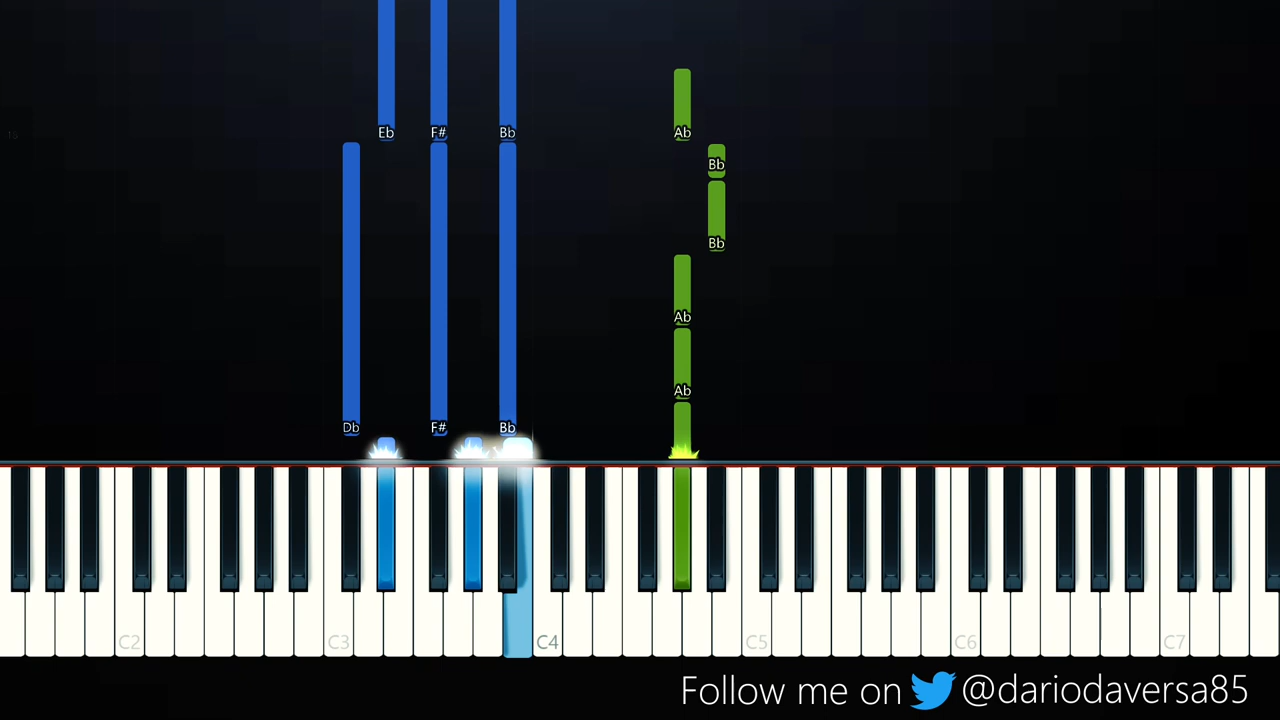 Eb F# Bb Ab
Bb
Bb
Ab
Ab
Db F# Bb
C2 C3 C4 C5 C6 C7
Follow me on @dariodaversa85